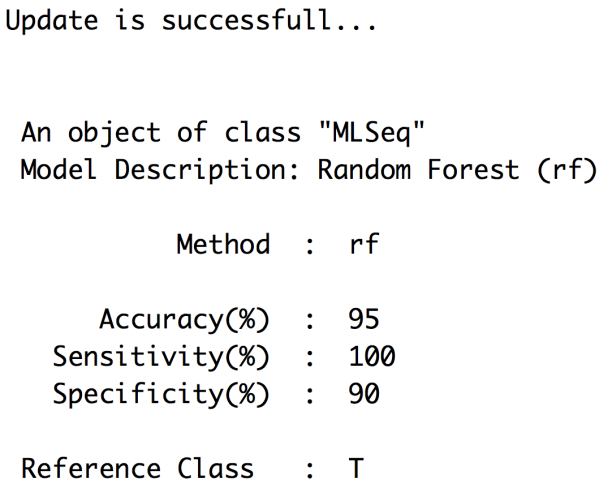 Update is successfull...
An object of class "MLSeq"
Model Description: Random Forest (rf)
Method : rf
Accuracy(%) : 95
Sensitivity(%) : 100
Specificity(%) : 90
Reference Class : T